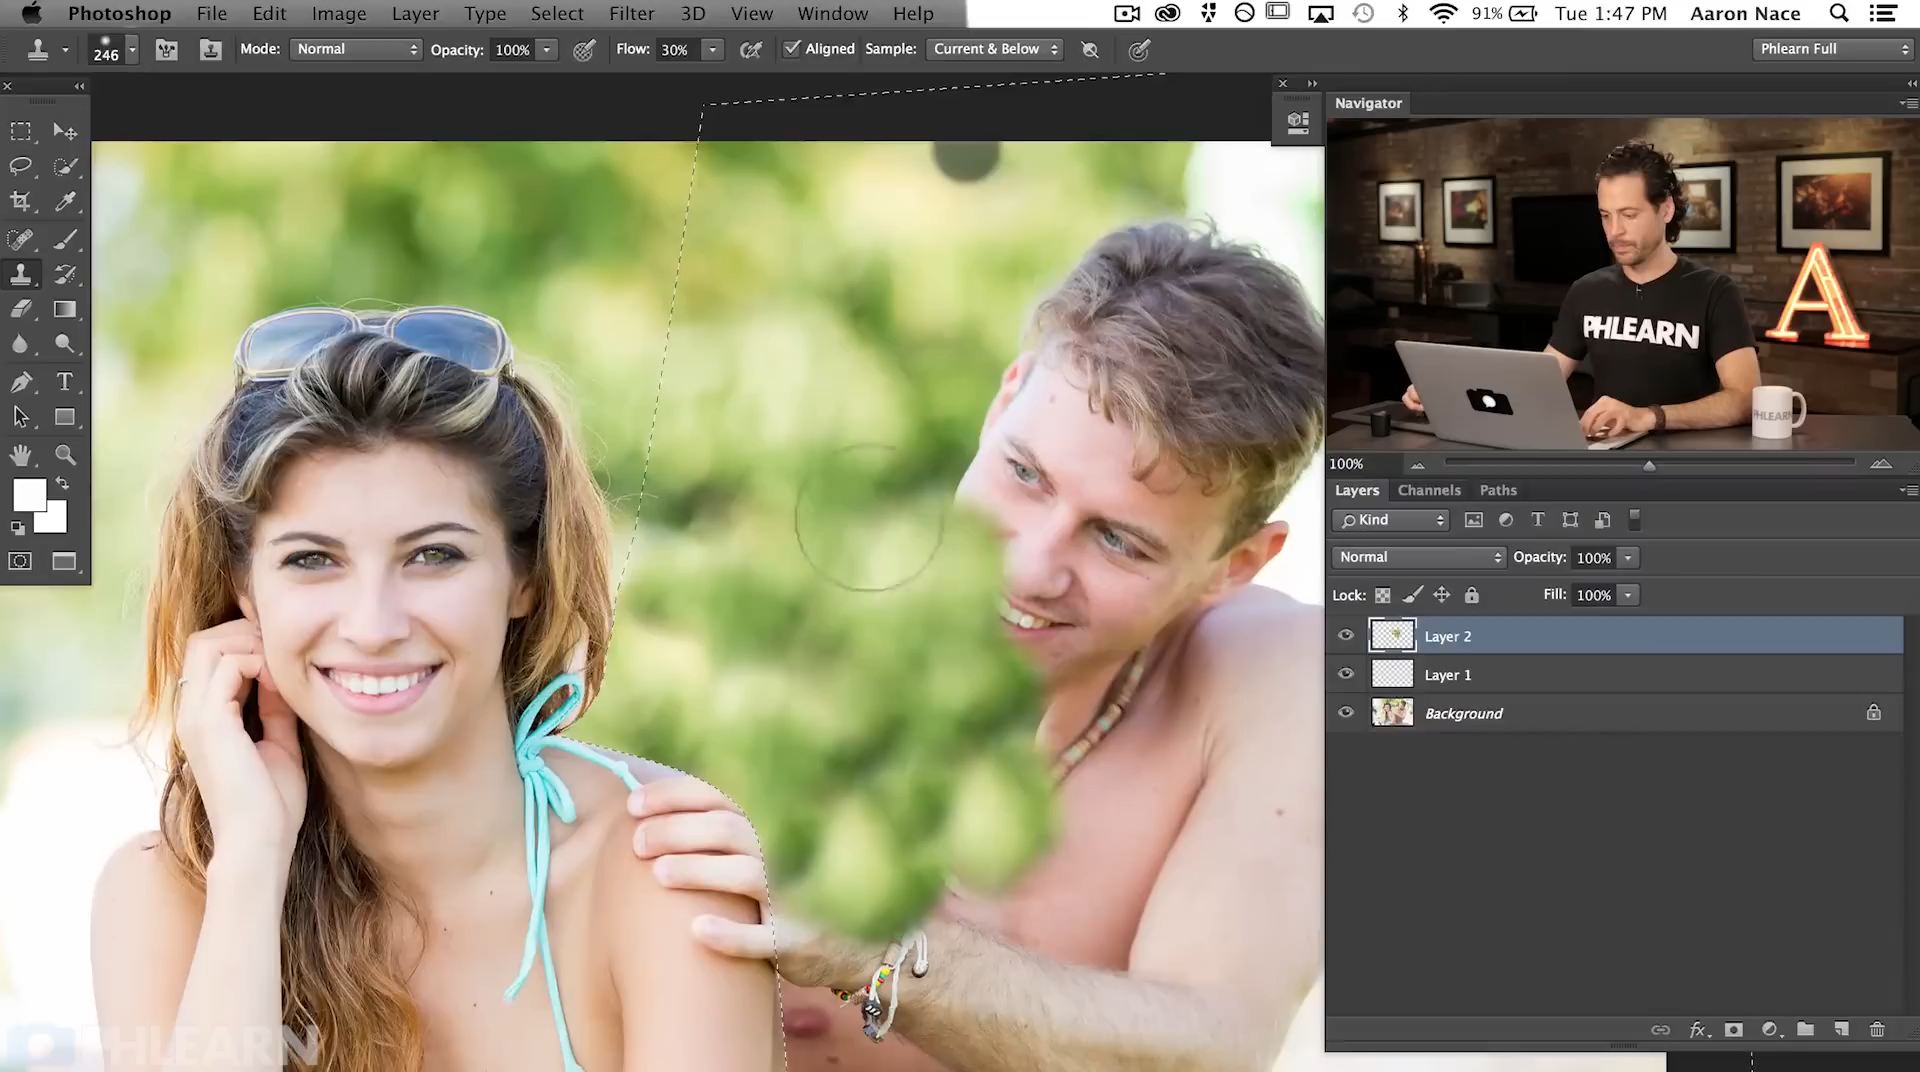 Photoshop File Edit Image Layer Type Select Filter 3D View Window Help 91% Tue 1:47 PM Aaron Nace
246 Mode: Normal Opacity: 100% Flow: 30% Aligned Sample: Current & Below Phlearn Full
Navigator
PHLEARN
A
PHLEARN
100%
Layers Channels Paths
Kind
Normal Opacity: 100%
Lock: Fill: 100%
Layer 2
Layer 1
Background
PHLEARN